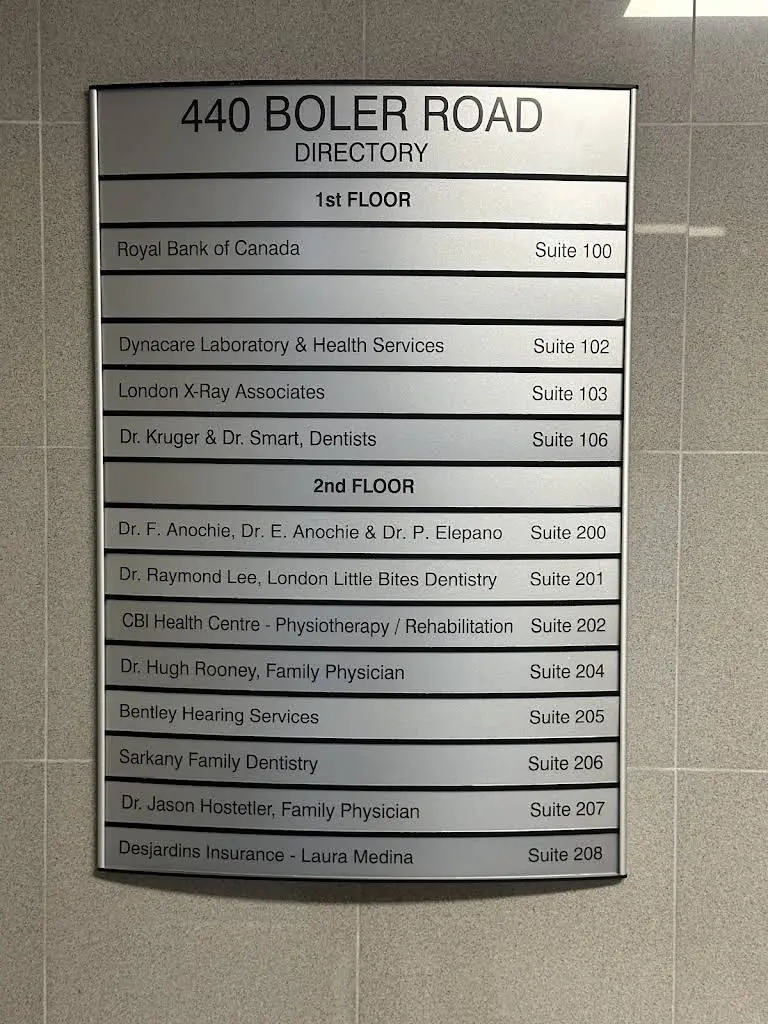 440 BOLER ROAD
DIRECTORY
1st FLOOR
Royal Bank of Canada Suite 100
Dynacare Laboratory & Health Services Suite 102
London X-Ray Associates Suite 103
Dr. Kruger & Dr. Smart, Dentists Suite 106
2nd FLOOR
Dr. F. Anochie, Dr. E. Anochie & Dr. P. Elepano Suite 200
Dr. Raymond Lee, London Little Bites Dentistry Suite 201
CBI Health Centre - Physiotherapy / Rehabilitation Suite 202
Dr. Hugh Rooney, Family Physician Suite 204
Bentley Hearing Services Suite 205
Sarkany Family Dentistry Suite 206
Dr. Jason Hostetler, Family Physician Suite 207
Desjardins Insurance - Laura Medina Suite 208